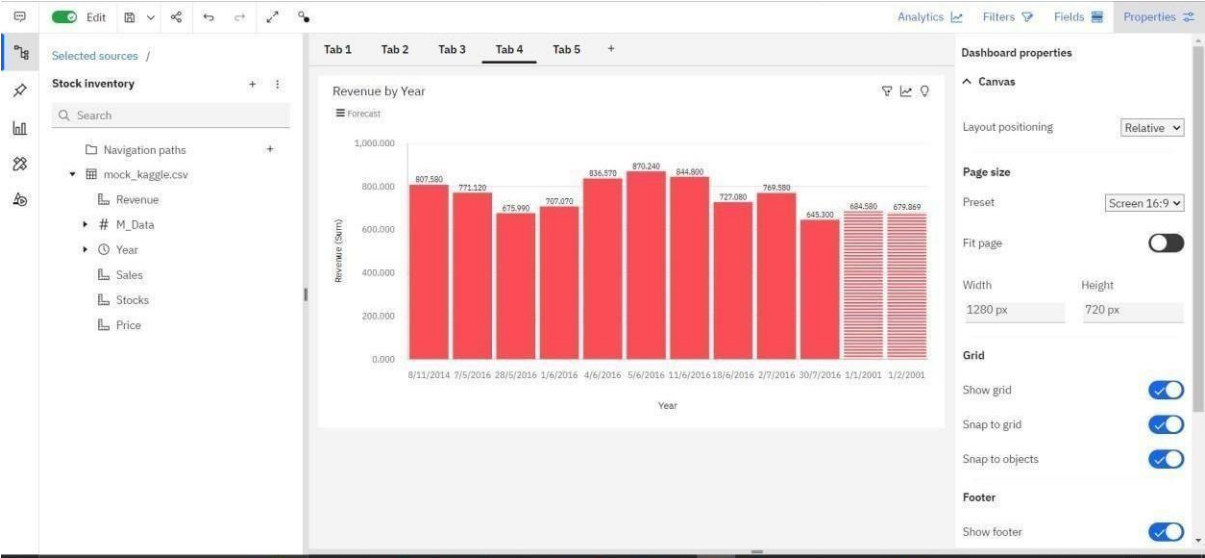 Edit
Analytics
Filters
Fields
Properties
Selected sources /
Stock inventory
Search
Navigation paths
mock_kaggle.csv
Revenue
# M_Data
Year
Sales
Stocks
Price
Tab 1 Tab 2 Tab 3 Tab 4 Tab 5 +
Revenue by Year
Forecast
Revenue (Sum)
1,000.000
800.000
600.000
400.000
200.000
0.000
807.580 771.120 675.990 707.070 836.570 870.240 844.800 727.080 769.580 645.300 684.580 679.869
8/11/2014 7/5/2016 28/5/2016 1/6/2016 4/6/2016 5/6/2016 11/6/2016 18/6/2016 2/7/2016 30/7/2016 1/1/2001 1/2/2001
Year
Dashboard properties
Canvas
Layout positioning Relative
Page size
Preset Screen 16:9
Fit page
Width Height
1280 px 720 px
Grid
Show grid
Snap to grid
Snap to objects
Footer
Show footer